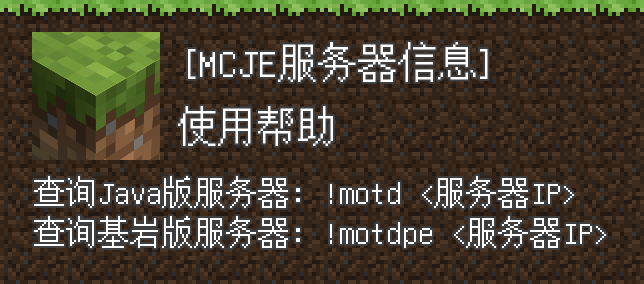 [MCJE服务器信息]
使用帮助
查询Java版服务器: !motd <服务器IP>
查询基岩版服务器: !motdpe <服务器IP>